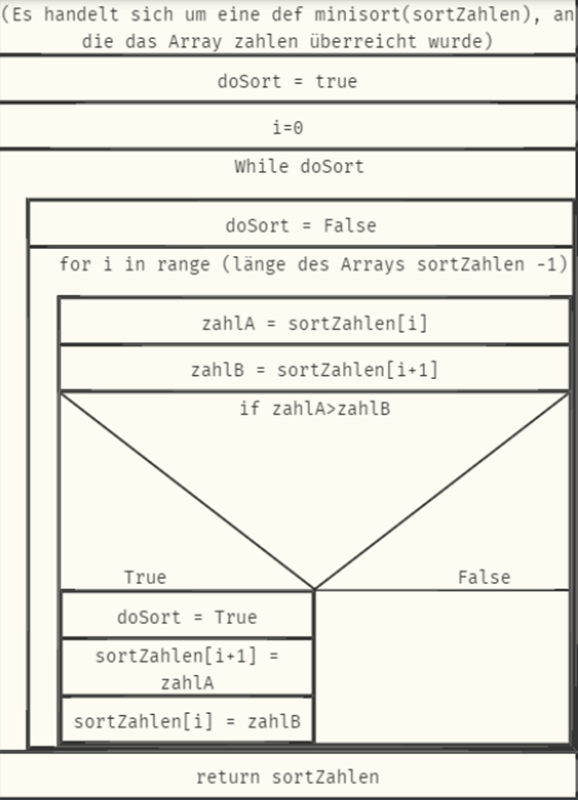 (Es handelt sich um eine def minisort(sortZahlen), an
die das Array zahlen überreicht wurde)
doSort = true
i=0
While doSort
doSort = False
for i in range (länge des Arrays sortZahlen -1)
zahlA = sortZahlen[i]
zahlB = sortZahlen[i+1]
if zahlA>zahlB
True
False
doSort = True
sortZahlen[i+1] =
zahlA
sortZahlen[i] = zahlB
return sortZahlen